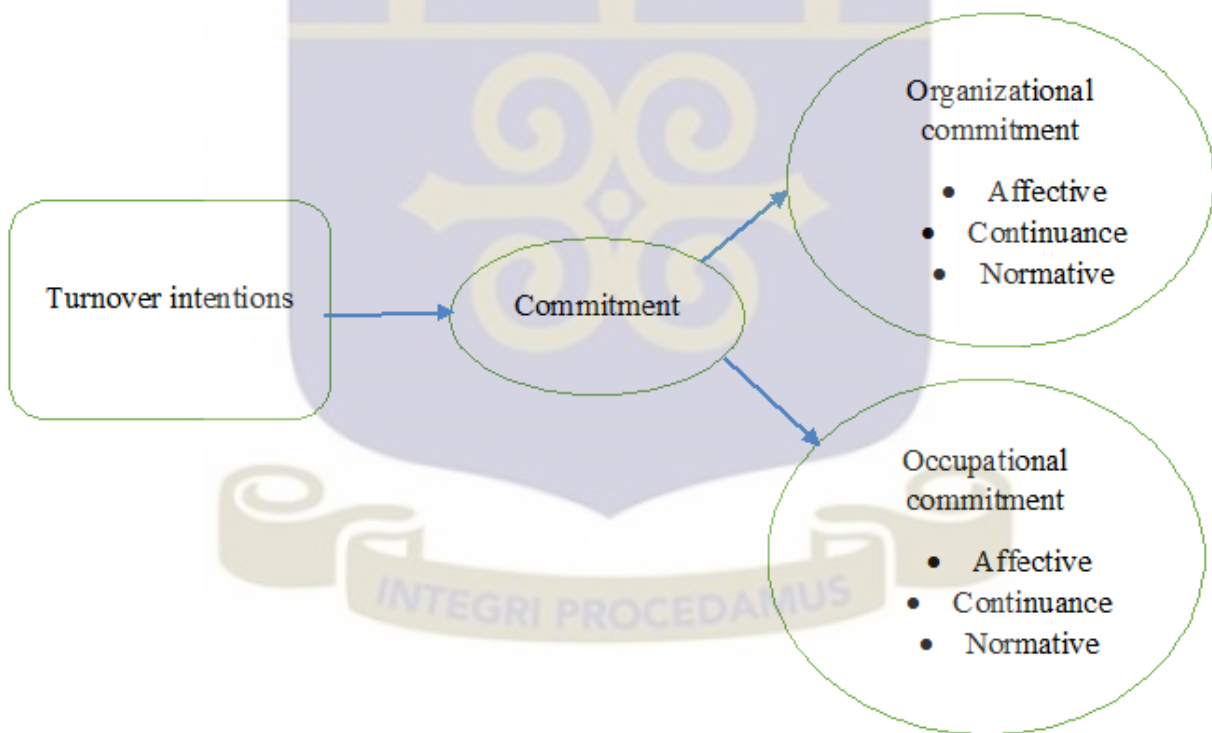 Organizational
commitment
• Affective
• Continuance
• Normative
Turnover intentions
Commitment
Occupational
commitment
• Affective
• Continuance
• Normative
INTEGRI PROCEDAMUS